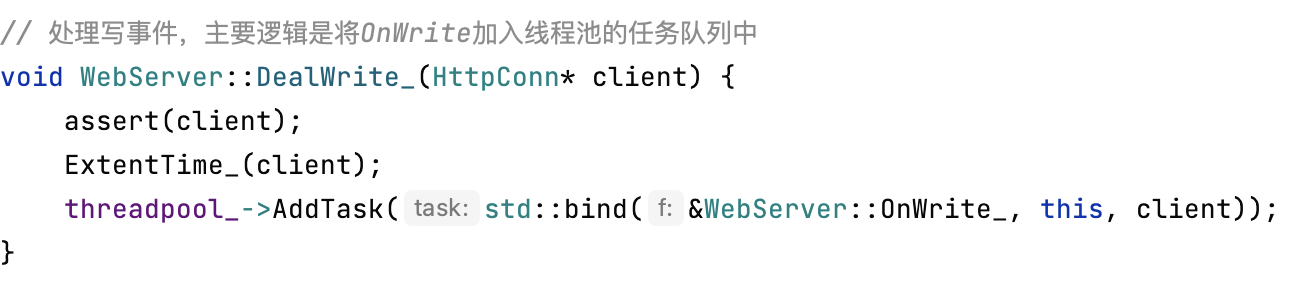 // 处理写事件，主要逻辑是将OnWrite加入线程池的任务队列中
void WebServer::DealWrite_(HttpConn* client) {
    assert(client);
    ExtentTime_(client);
    threadpool_->AddTask( task: std::bind( f: &WebServer::OnWrite_, this, client));
}